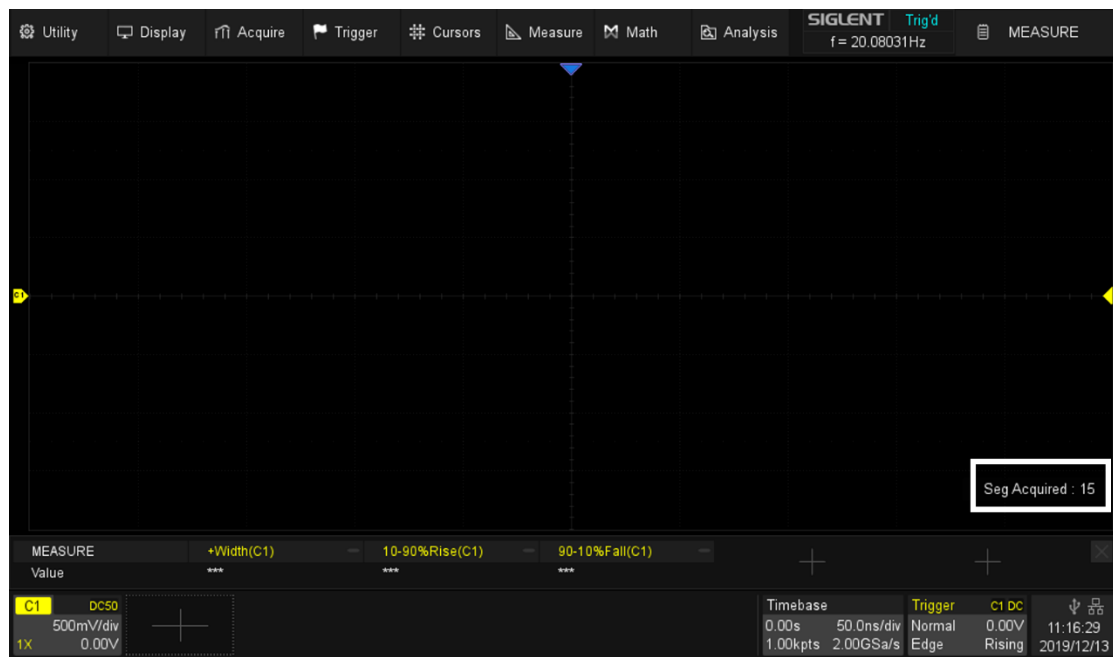 Utility Display Acquire Trigger Cursors Measure Math Analysis SIGLENT Trig'd MEASURE
f = 20.08031Hz
C1
Seg Acquired : 15
MEASURE +Width(C1) 10-90%Rise(C1) 90-10%Fall(C1)
Value *** *** ***
C1 DC50 Timebase Trigger C1 DC
500mV/div 0.00s 50.0ns/div Normal 0.00V 11:16:29
1X 0.00V 1.00kpts 2.00GSa/s Edge Rising 2019/12/13